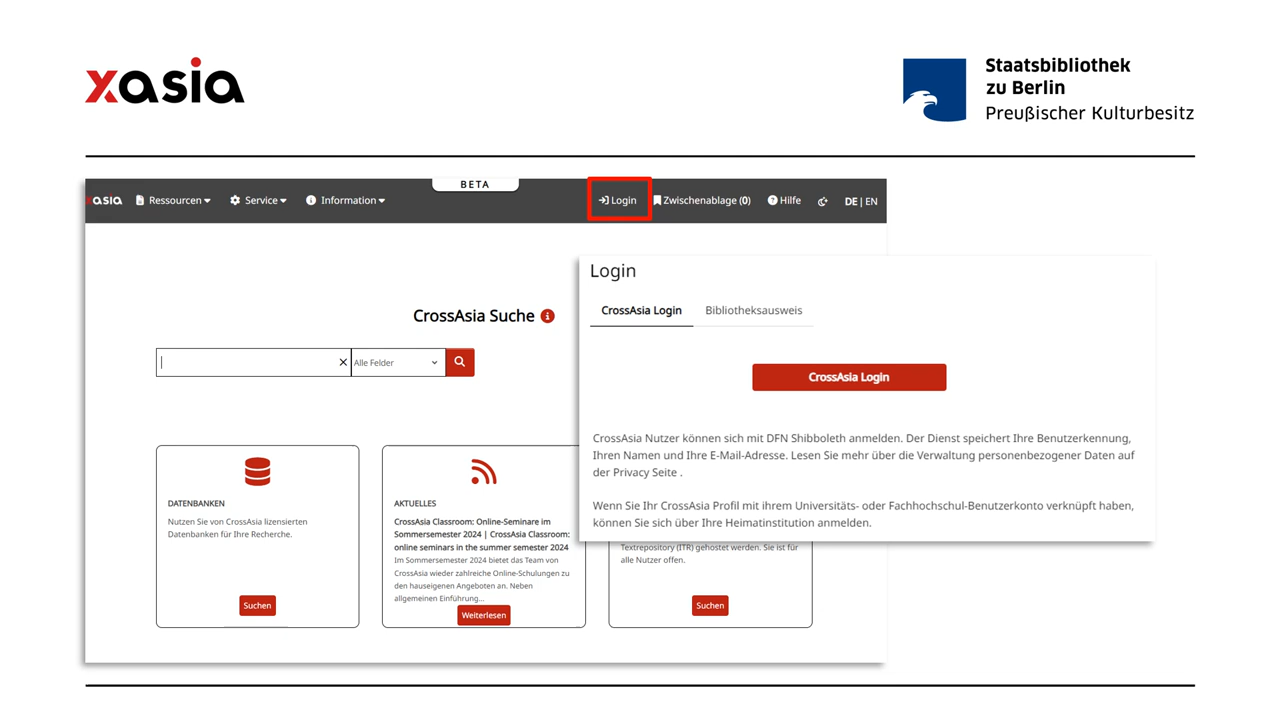 xasia
Staatsbibliothek
zu Berlin
Preußischer Kulturbesitz
BETA
asia Ressourcen Service Information Login Zwischenablage (0) Hilfe DE | EN
CrossAsia Suche
Alle Felder
DATENBANKEN
Nutzen Sie von CrossAsia lizensierten
Datenbanken für Ihre Recherche.
Suchen
AKTUELLES
CrossAsia Classroom: Online-Seminare im
Sommersemester 2024 | CrossAsia Classroom:
online seminars in the summer semester 2024
Im Sommersemester 2024 bietet das Team von
CrossAsia wieder zahlreiche Online-Schulungen zu
den hauseigenen Angeboten an. Neben
allgemeinen Einführung...
Weiterlesen
Textrepository (ITR) gehostet werden. Sie ist für
alle Nutzer offen.
Suchen
Login
CrossAsia Login Bibliotheksausweis
CrossAsia Login
CrossAsia Nutzer können sich mit DFN Shibboleth anmelden. Der Dienst speichert Ihre Benutzerkennung,
Ihren Namen und Ihre E-Mail-Adresse. Lesen Sie mehr über die Verwaltung personenbezogener Daten auf
der Privacy Seite .
Wenn Sie Ihr CrossAsia Profil mit ihrem Universitäts- oder Fachhochschul-Benutzerkonto verknüpft haben,
können Sie sich über Ihre Heimatinstitution anmelden.